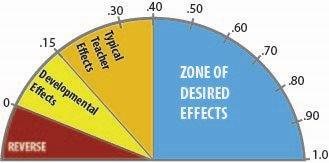 0
.15
.30
.40
.50
.60
.70
.80
.90
1.0
REVERSE
Developmental
Effects
Typical
Teacher
Effects
ZONE OF
DESIRED
EFFECTS